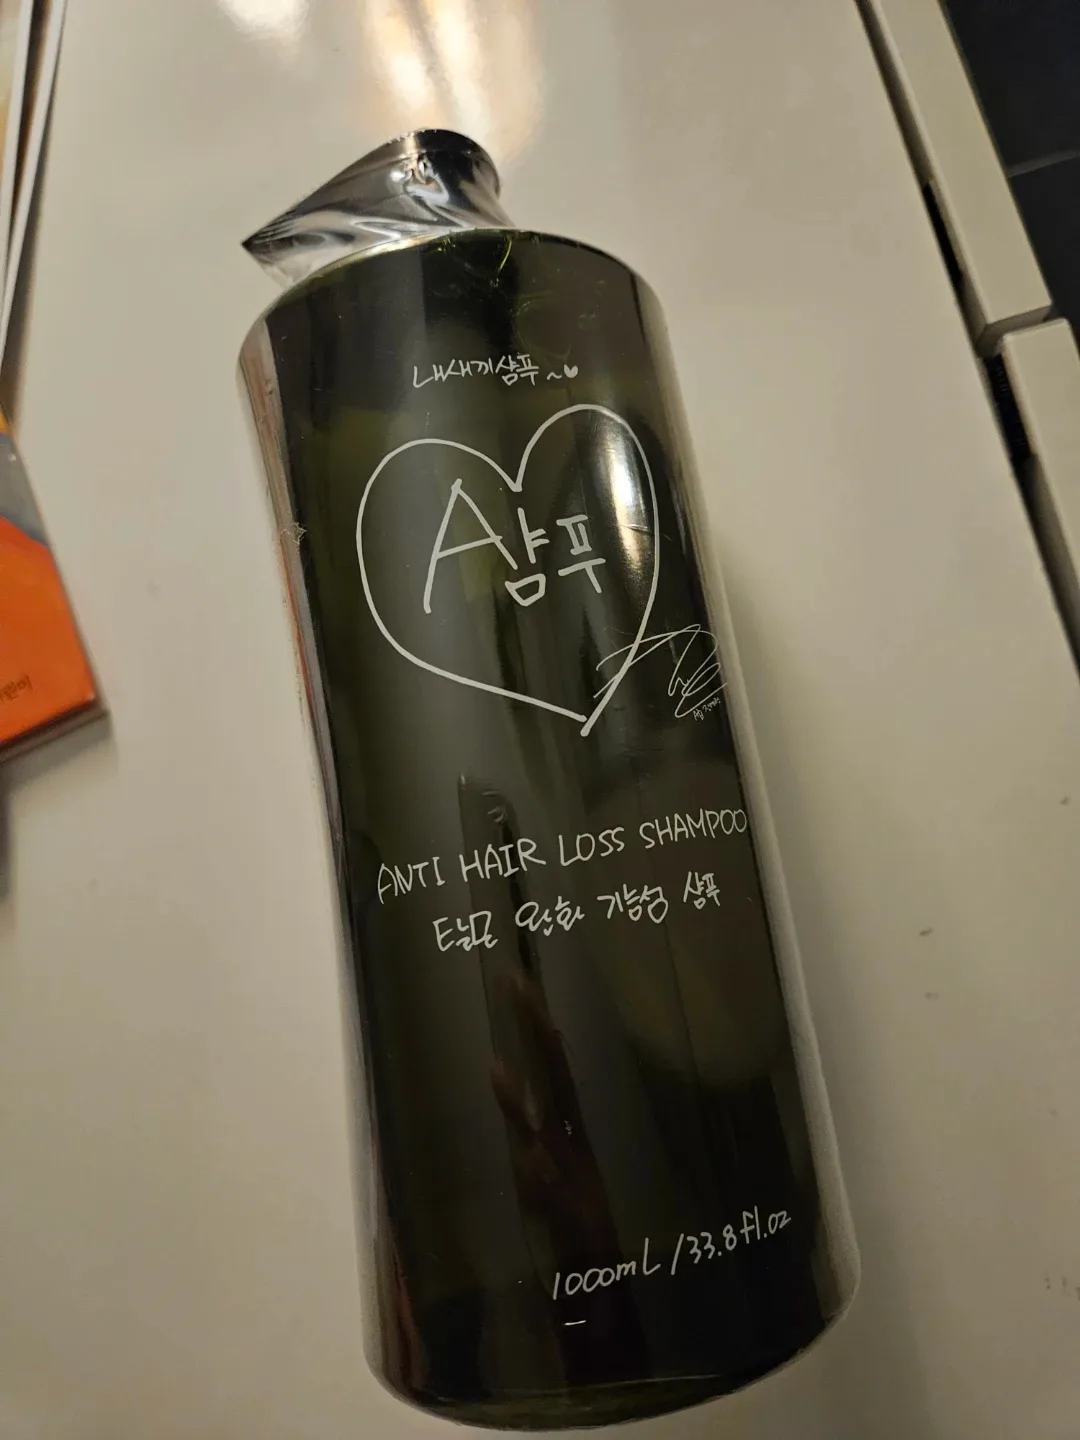 내새끼샴푸~♥
A샴푸
ANTI HAIR LOSS SHAMPOO
탈모 완화 기능성 샴푸
1000mL/33.8fl.oz